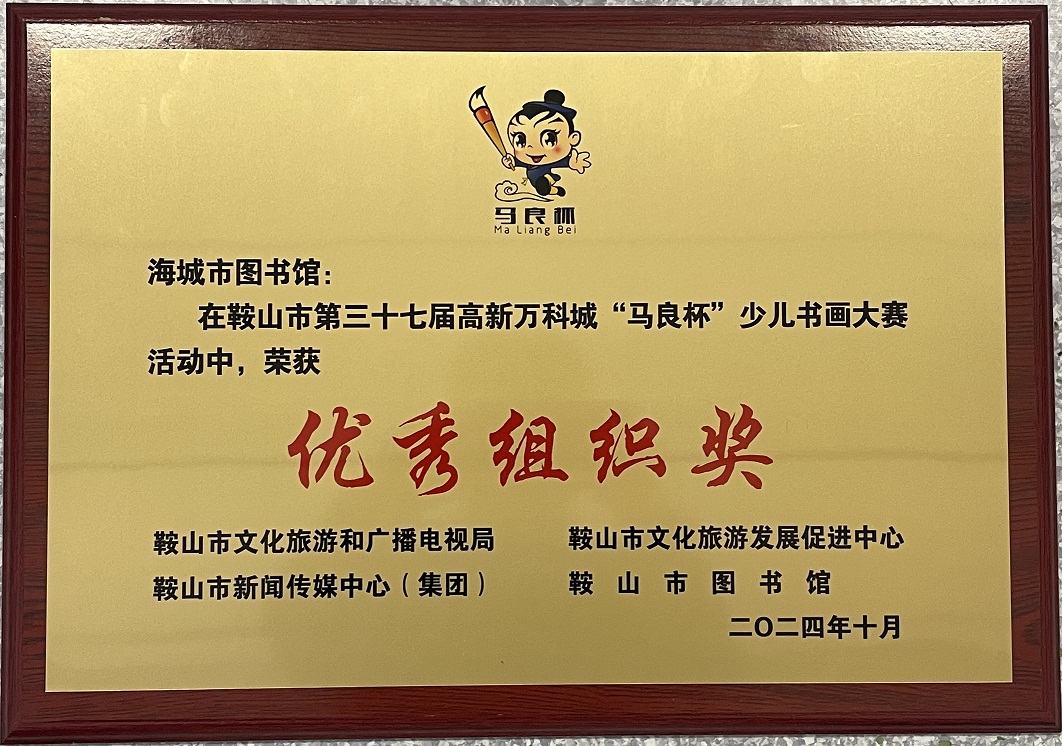 马良杯
Ma Liang Bei
海城市图书馆：
在鞍山市第三十七届高新万科城“马良杯”少儿书画大赛
活动中，荣获
优秀组织奖
鞍山市文化旅游和广播电视局
鞍山市文化旅游发展促进中心
鞍山市新闻传媒中心（集团）
鞍山市图书馆
二〇二四年十月